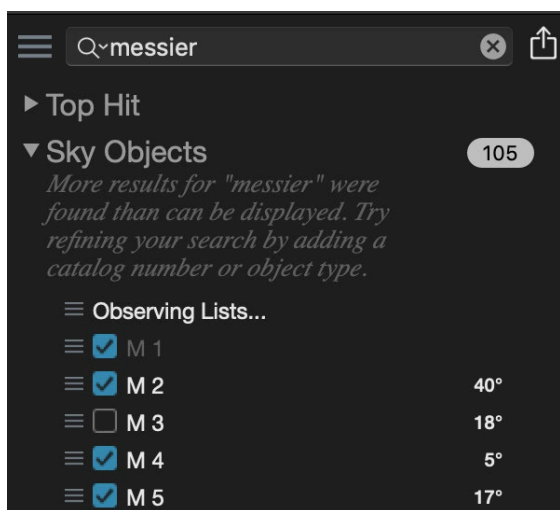 messier
Top Hit
Sky Objects 105
More results for "messier" were
found than can be displayed. Try
refining your search by adding a
catalog number or object type.
Observing Lists...
M 1
M 2 40°
M 3 18°
M 4 5°
M 5 17°